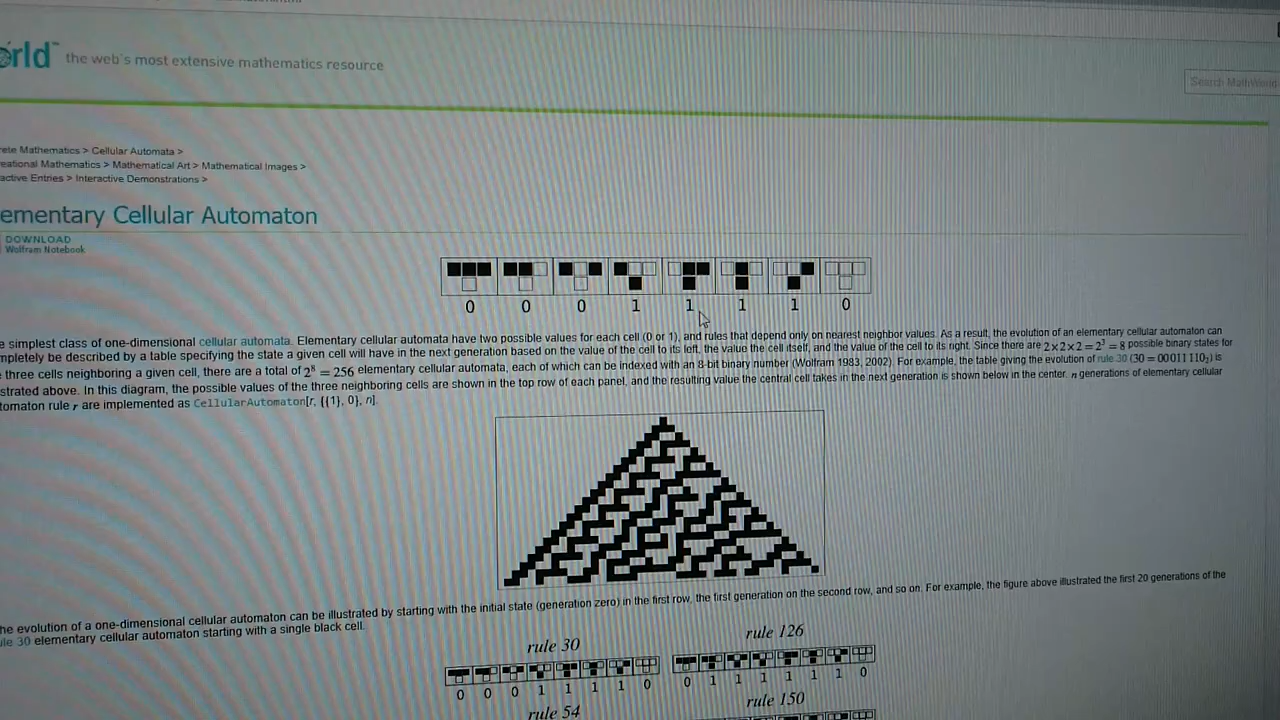 orld™ the web's most extensive mathematics resource
Search MathWorld
rete Mathematics > Cellular Automata >
eational Mathematics > Mathematical Art > Mathematical Images >
active Entries > Interactive Demonstrations >
ementary Cellular Automaton
DOWNLOAD
Wolfram Notebook
0 0 0 1 1 1 1 0
e simplest class of one-dimensional cellular automata. Elementary cellular automata have two possible values for each cell (0 or 1), and rules that depend only on nearest neighbor values. As a result, the evolution of an elementary cellular automaton can
mpletely be described by a table specifying the state a given cell will have in the next generation based on the value of the cell to its left, the value the cell itself, and the value of the cell to its right. Since there are 2×2×2 = 2³ = 8 possible binary states for
three cells neighboring a given cell, there are a total of 2⁸ = 256 elementary cellular automata, each of which can be indexed with an 8-bit binary number (Wolfram 1983, 2002). For example, the table giving the evolution of rule 30 (30 = 00011110₂) is
strated above. In this diagram, the possible values of the three neighboring cells are shown in the top row of each panel, and the resulting value the central cell takes in the next generation is shown below in the center. n generations of elementary cellular
tomaton rule r are implemented as CellularAutomaton[r, {{1}, 0}, n].
he evolution of a one-dimensional cellular automaton can be illustrated by starting with the initial state (generation zero) in the first row, the first generation on the second row, and so on. For example, the figure above illustrated the first 20 generations of the
ule 30 elementary cellular automaton starting with a single black cell.
rule 30
0 0 0 1 1 1 1 0
rule 126
0 1 1 1 1 1 1 0
rule 54
rule 150